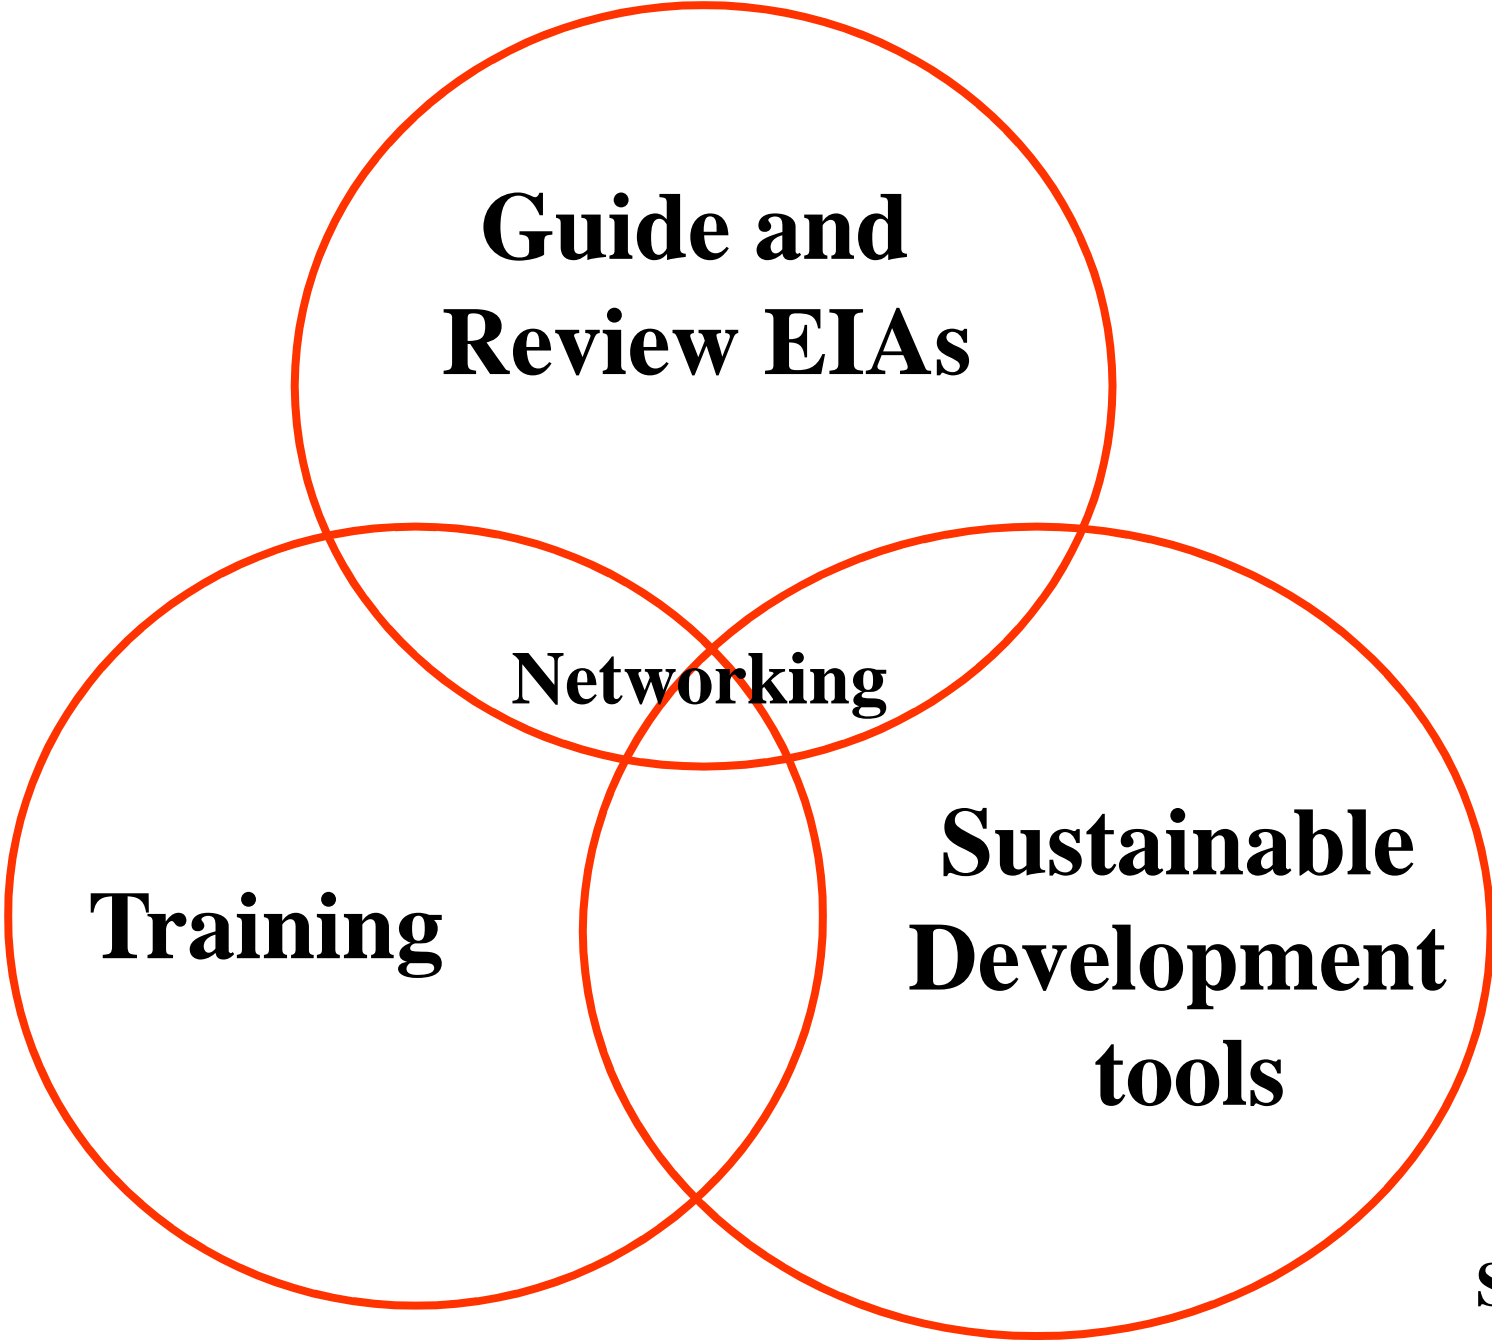 Guide and
Review EIAs
Networking
Training
Sustainable
Development
tools